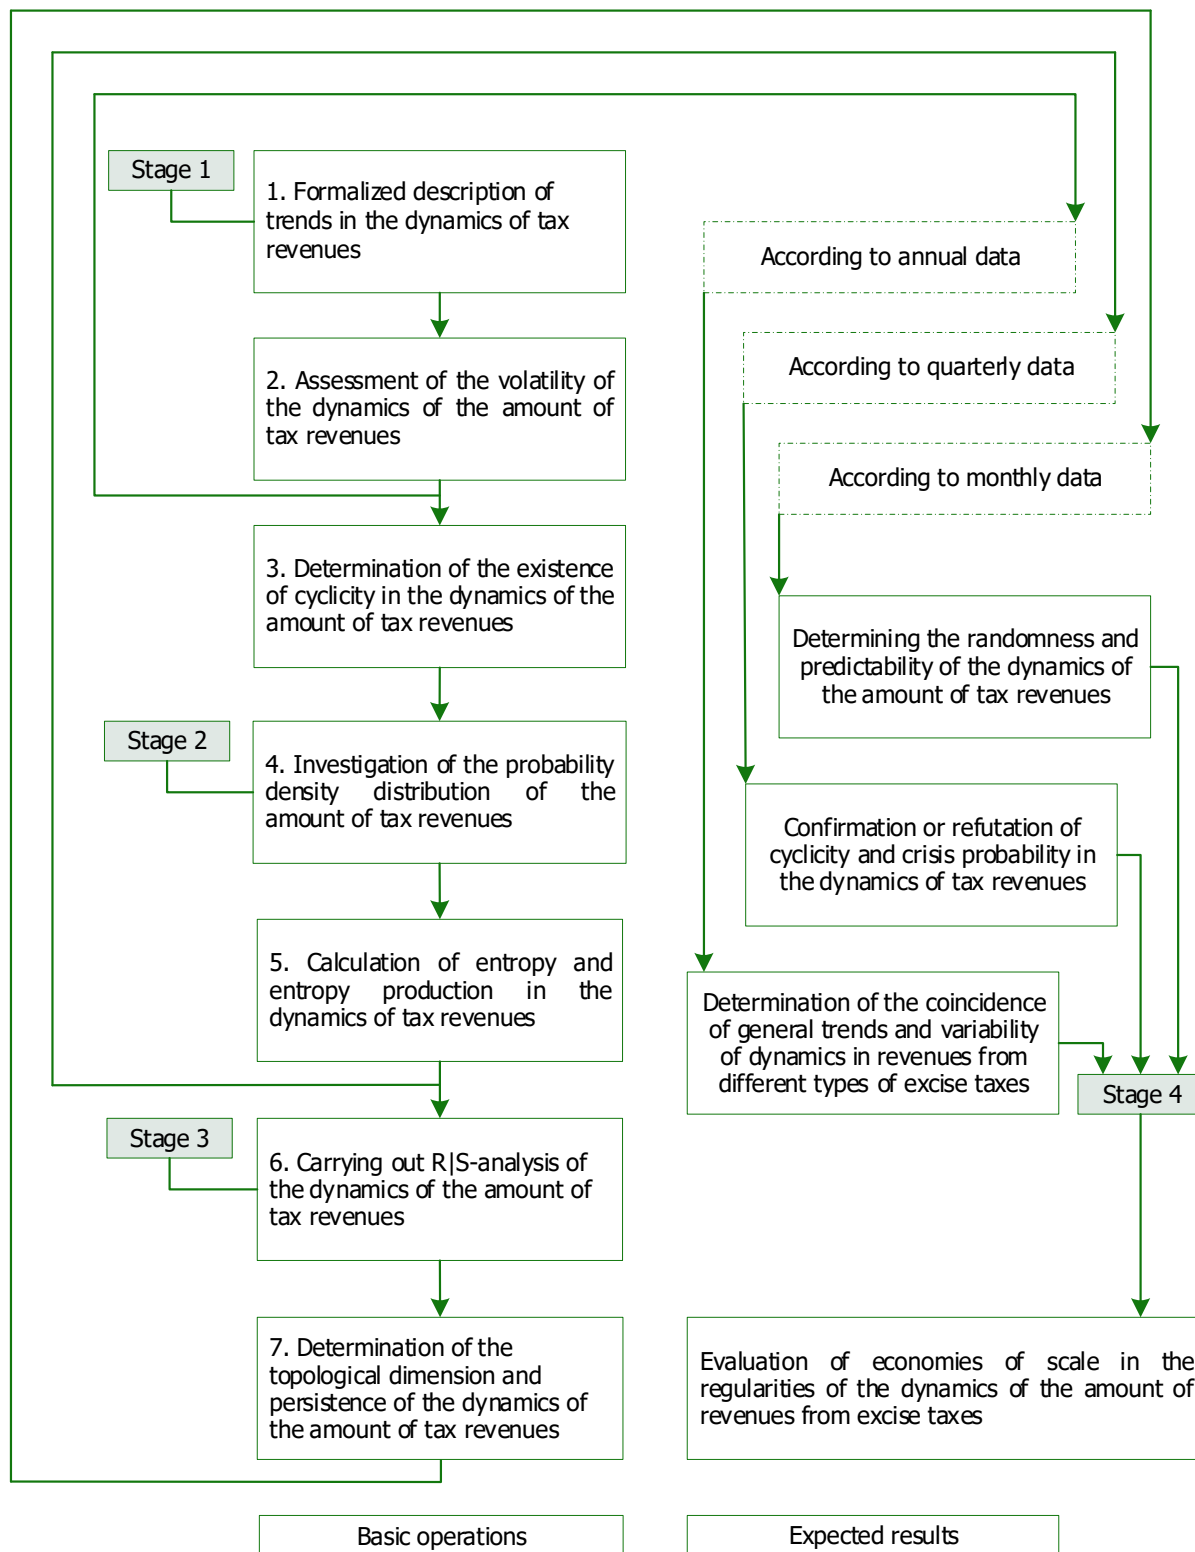 Stage 1
1. Formalized description of
trends in the dynamics of tax
revenues
2. Assessment of the volatility of
the dynamics of the amount of
tax revenues
3. Determination of the existence
of cyclicity in the dynamics of the
amount of tax revenues
Stage 2
4. Investigation of the probability
density distribution of the
amount of tax revenues
5. Calculation of entropy and
entropy production in the
dynamics of tax revenues
Stage 3
6. Carrying out R|S-analysis of
the dynamics of the amount of
tax revenues
7. Determination of the
topological dimension and
persistence of the dynamics of
the amount of tax revenues
Basic operations
According to annual data
According to quarterly data
According to monthly data
Determining the randomness and
predictability of the dynamics of
the amount of tax revenues
Confirmation or refutation of
cyclicity and crisis probability in
the dynamics of tax revenues
Determination of the coincidence
of general trends and variability
of dynamics in revenues from
different types of excise taxes
Stage 4
Evaluation of economies of scale in the
regularities of the dynamics of the amount of
revenues from excise taxes
Expected results